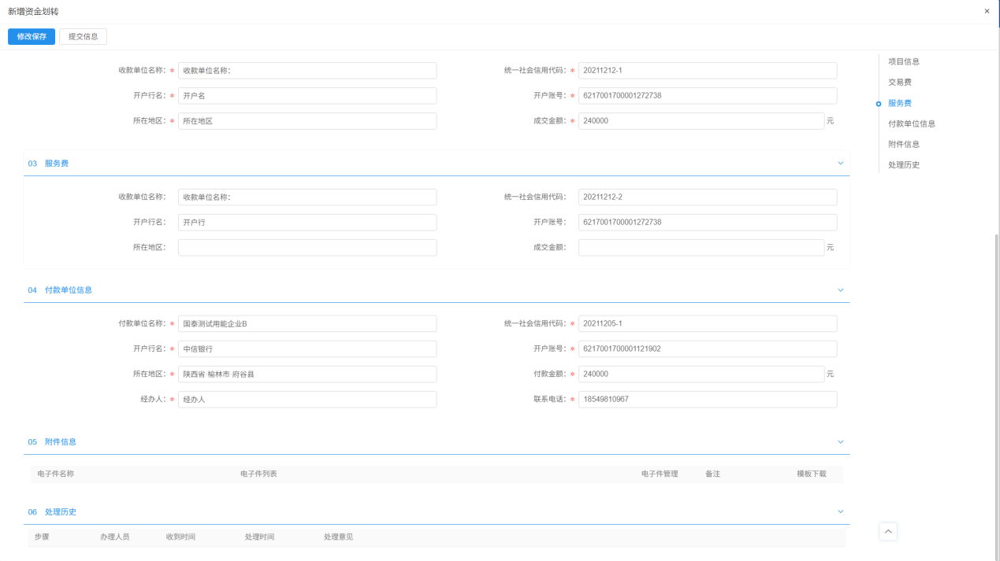 新增资金划转
×
修改保存 提交信息
收款单位名称：* 收款单位名称： 统一社会信用代码：* 20211212-1
开户行名：* 开户名 开户账号：* 6217001700001272738
所在地区：* 所在地区 成交金额：* 240000 元
03 服务费
收款单位名称： 收款单位名称： 统一社会信用代码： 20211212-2
开户行名： 开户行 开户账号： 6217001700001272738
所在地区： 成交金额： 元
04 付款单位信息
付款单位名称：* 国泰测试用能企业B 统一社会信用代码：* 20211205-1
开户行名：* 中信银行 开户账号：* 6217001700001121902
所在地区：* 陕西省·榆林市·府谷县 付款金额：* 240000 元
经办人：* 经办人 联系电话：* 18549810967
05 附件信息
电子件名称 电子件列表 电子件管理 备注 模板下载
06 处理历史
步骤 办理人员 收到时间 处理时间 处理意见
项目信息
交易费
服务费
付款单位信息
附件信息
处理历史